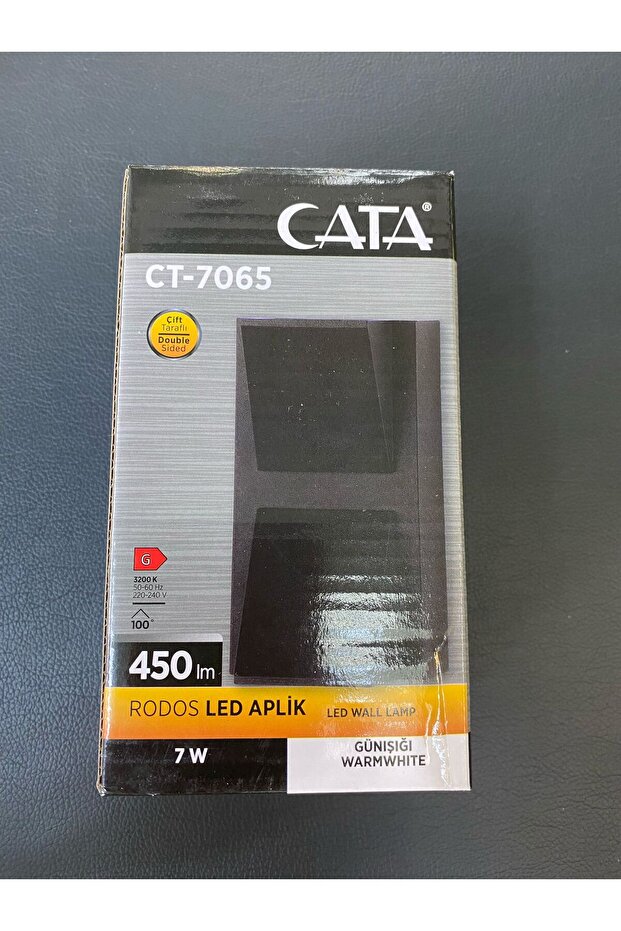 CATA®
CT-7065
Çift
Taraflı
Double
Sided
G
3200 K
50-60 Hz
220-240 V
100°
450 lm
RODOS LED APLİK
LED WALL LAMP
7 W
GÜNIŞIĞI
WARMWHITE